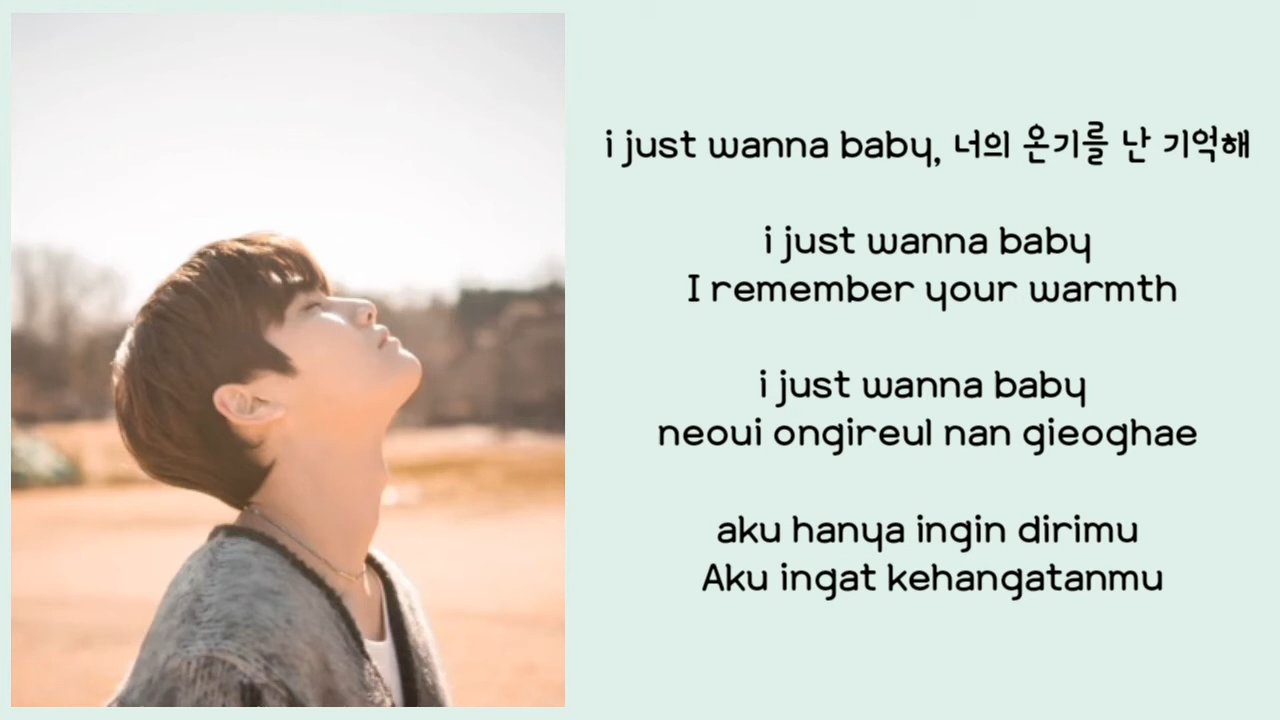 i just wanna baby, 너의 온기를 난 기억해
i just wanna baby
I remember your warmth
i just wanna baby
neoui ongireul nan gieoghae
aku hanya ingin dirimu
Aku ingat kehangatanmu